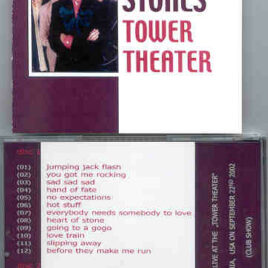 STONES
TOWER
THEATER
(01) jumping jack flash
(02) you got me rocking
(03) sad sad sad
(04) hand of fate
(05) no expectations
(06) hot stuff
(07) everybody needs somebody to love
(08) heart of stone
(09) going to a gogo
(10) love train
(11) slipping away
(12) before they make me run
LIVE AT THE „TOWER THEATER"
USA ON SEPTEMBER 22ND 2002
(CLUB SHOW)